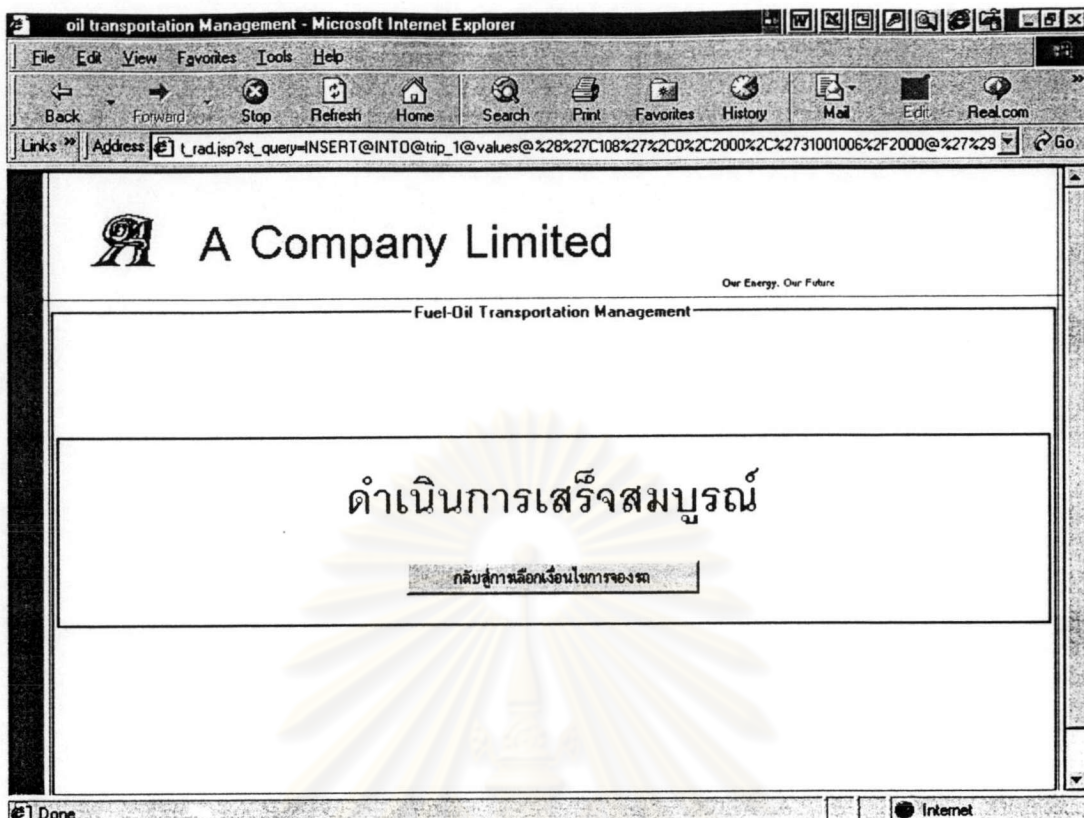 oil transportation Management - Microsoft Internet Explorer
File Edit View Favorites Tools Help
Back Forward Stop Refresh Home Search Print Favorites History Mail Edit Real.com
Links » Address t_rad.jsp?st_query=INSERT@INTO@trip_1@values@%28%27C108%27%2C0%2C2000%2C%2731001006%2F2000@%27%29 Go
A Company Limited
Our Energy, Our Future
Fuel-Oil Transportation Management
ดำเนินการเสร็จสมบูรณ์
กลับสู่การเลือกเงื่อนไขการจองรถ
Done Internet